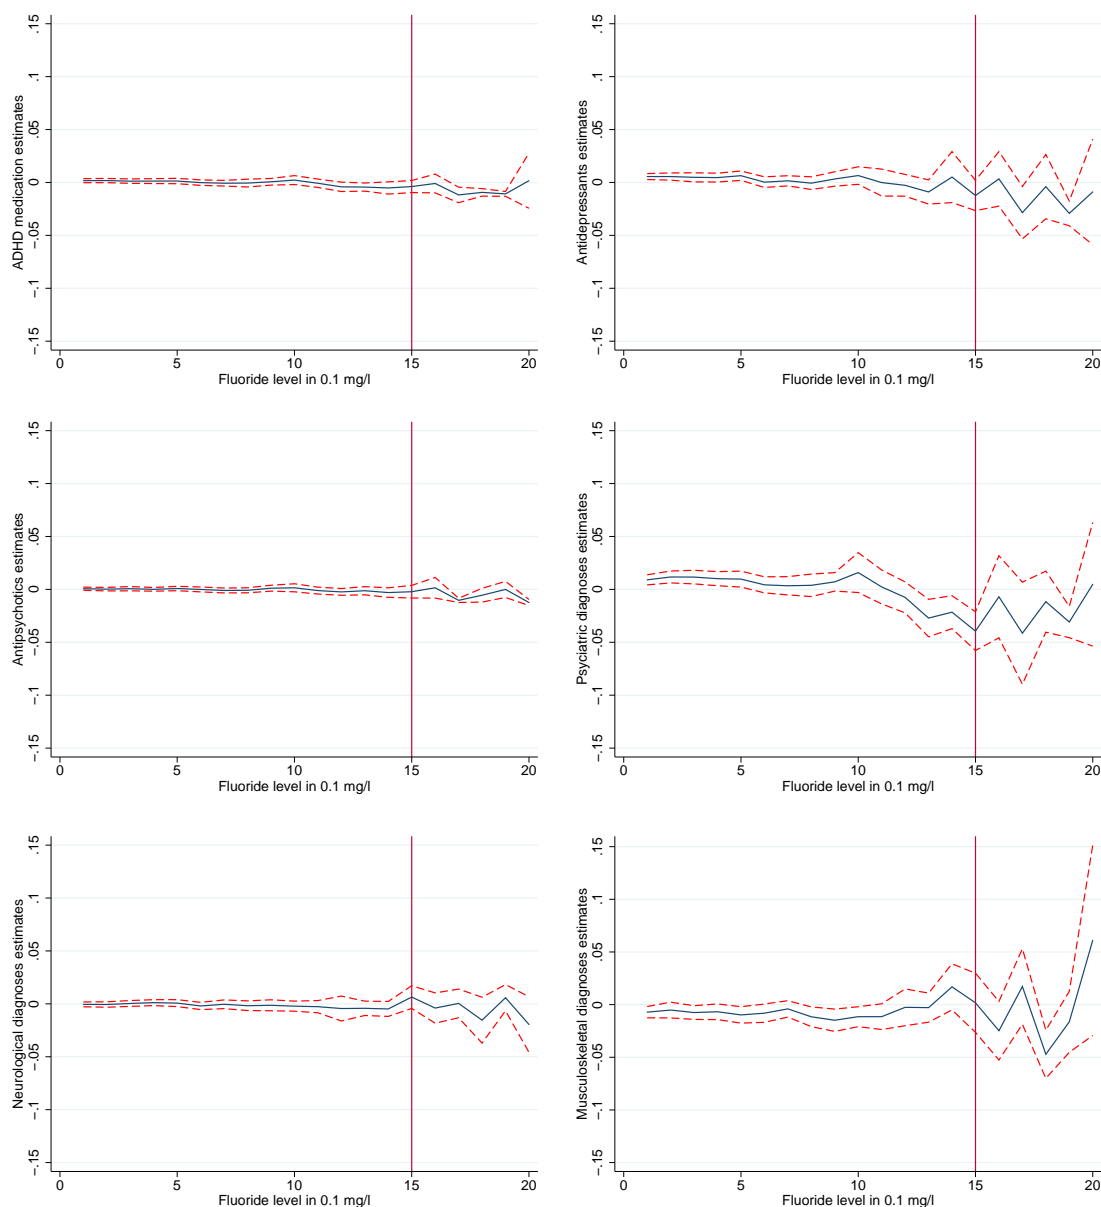 .15
.1
.05
0
−.05
−.1
−.15
ADHD medication estimates
0 5 10 15 20
Fluoride level in 0.1 mg/l
.15
.1
.05
0
−.05
−.1
−.15
Antidepressants estimates
0 5 10 15 20
Fluoride level in 0.1 mg/l
.15
.1
.05
0
−.05
−.1
−.15
Antipsychotics estimates
0 5 10 15 20
Fluoride level in 0.1 mg/l
.15
.1
.05
0
−.05
−.1
−.15
Psyciatric diagnoses estimates
0 5 10 15 20
Fluoride level in 0.1 mg/l
.15
.1
.05
0
−.05
−.1
−.15
Neurological diagnoses estimates
0 5 10 15 20
Fluoride level in 0.1 mg/l
.15
.1
.05
0
−.05
−.1
−.15
Musculoskeletal diagnoses estimates
0 5 10 15 20
Fluoride level in 0.1 mg/l